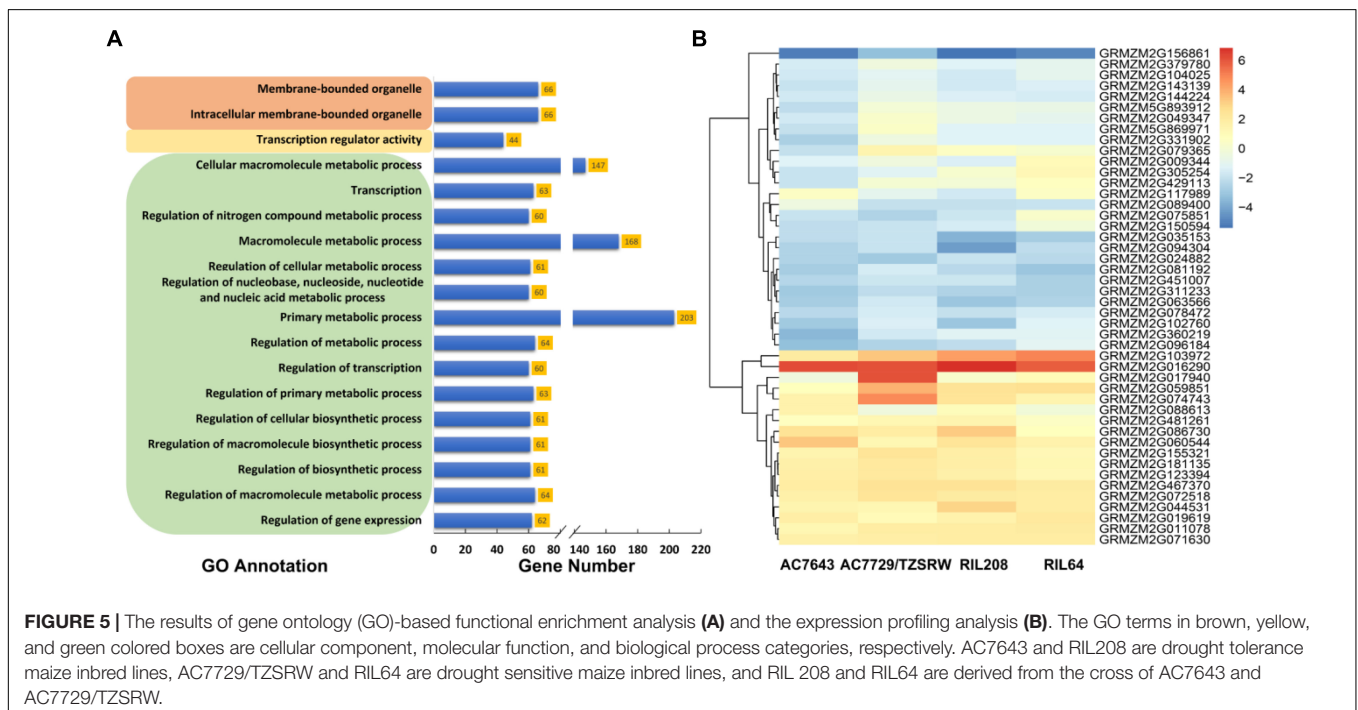 A
Membrane-bounded organelle 66
Intracellular membrane-bounded organelle 66
Transcription regulator activity 44
Cellular macromolecule metabolic process 147
Transcription 63
Regulation of nitrogen compound metabolic process 60
Macromolecule metabolic process 168
Regulation of cellular metabolic process 61
Regulation of nucleobase, nucleoside, nucleotide
and nucleic acid metabolic process 60
Primary metabolic process 203
Regulation of metabolic process 64
Regulation of transcription 60
Regulation of primary metabolic process 63
Regulation of cellular biosynthetic process 61
Rregulation of macromolecule biosynthetic process 61
Regulation of biosynthetic process 61
Regulation of macromolecule metabolic process 64
Regulation of gene expression 62
0 20 40 60 80 140 160 180 200 220
GO Annotation
Gene Number
B
GRMZM2G156861
GRMZM2G379780
GRMZM2G104025
GRMZM2G143139
GRMZM2G144224
GRMZM5G893912
GRMZM2G049347
GRMZM5G869971
GRMZM2G331902
GRMZM2G079365
GRMZM2G009344
GRMZM2G305254
GRMZM2G429113
GRMZM2G117989
GRMZM2G089400
GRMZM2G075851
GRMZM2G150594
GRMZM2G035153
GRMZM2G094304
GRMZM2G024882
GRMZM2G081192
GRMZM2G451007
GRMZM2G311233
GRMZM2G063566
GRMZM2G078472
GRMZM2G102760
GRMZM2G360219
GRMZM2G096184
GRMZM2G103972
GRMZM2G016290
GRMZM2G017940
GRMZM2G059851
GRMZM2G074743
GRMZM2G088613
GRMZM2G481261
GRMZM2G086730
GRMZM2G060544
GRMZM2G155321
GRMZM2G181135
GRMZM2G123394
GRMZM2G467370
GRMZM2G072518
GRMZM2G044531
GRMZM2G019619
GRMZM2G011078
GRMZM2G071630
6
4
2
0
−2
−4
AC7643 AC7729/TZSRW RIL208 RIL64
FIGURE 5 | The results of gene ontology (GO)-based functional enrichment analysis (A) and the expression profiling analysis (B). The GO terms in brown, yellow,
and green colored boxes are cellular component, molecular function, and biological process categories, respectively. AC7643 and RIL208 are drought tolerance
maize inbred lines, AC7729/TZSRW and RIL64 are drought sensitive maize inbred lines, and RIL 208 and RIL64 are derived from the cross of AC7643 and
AC7729/TZSRW.